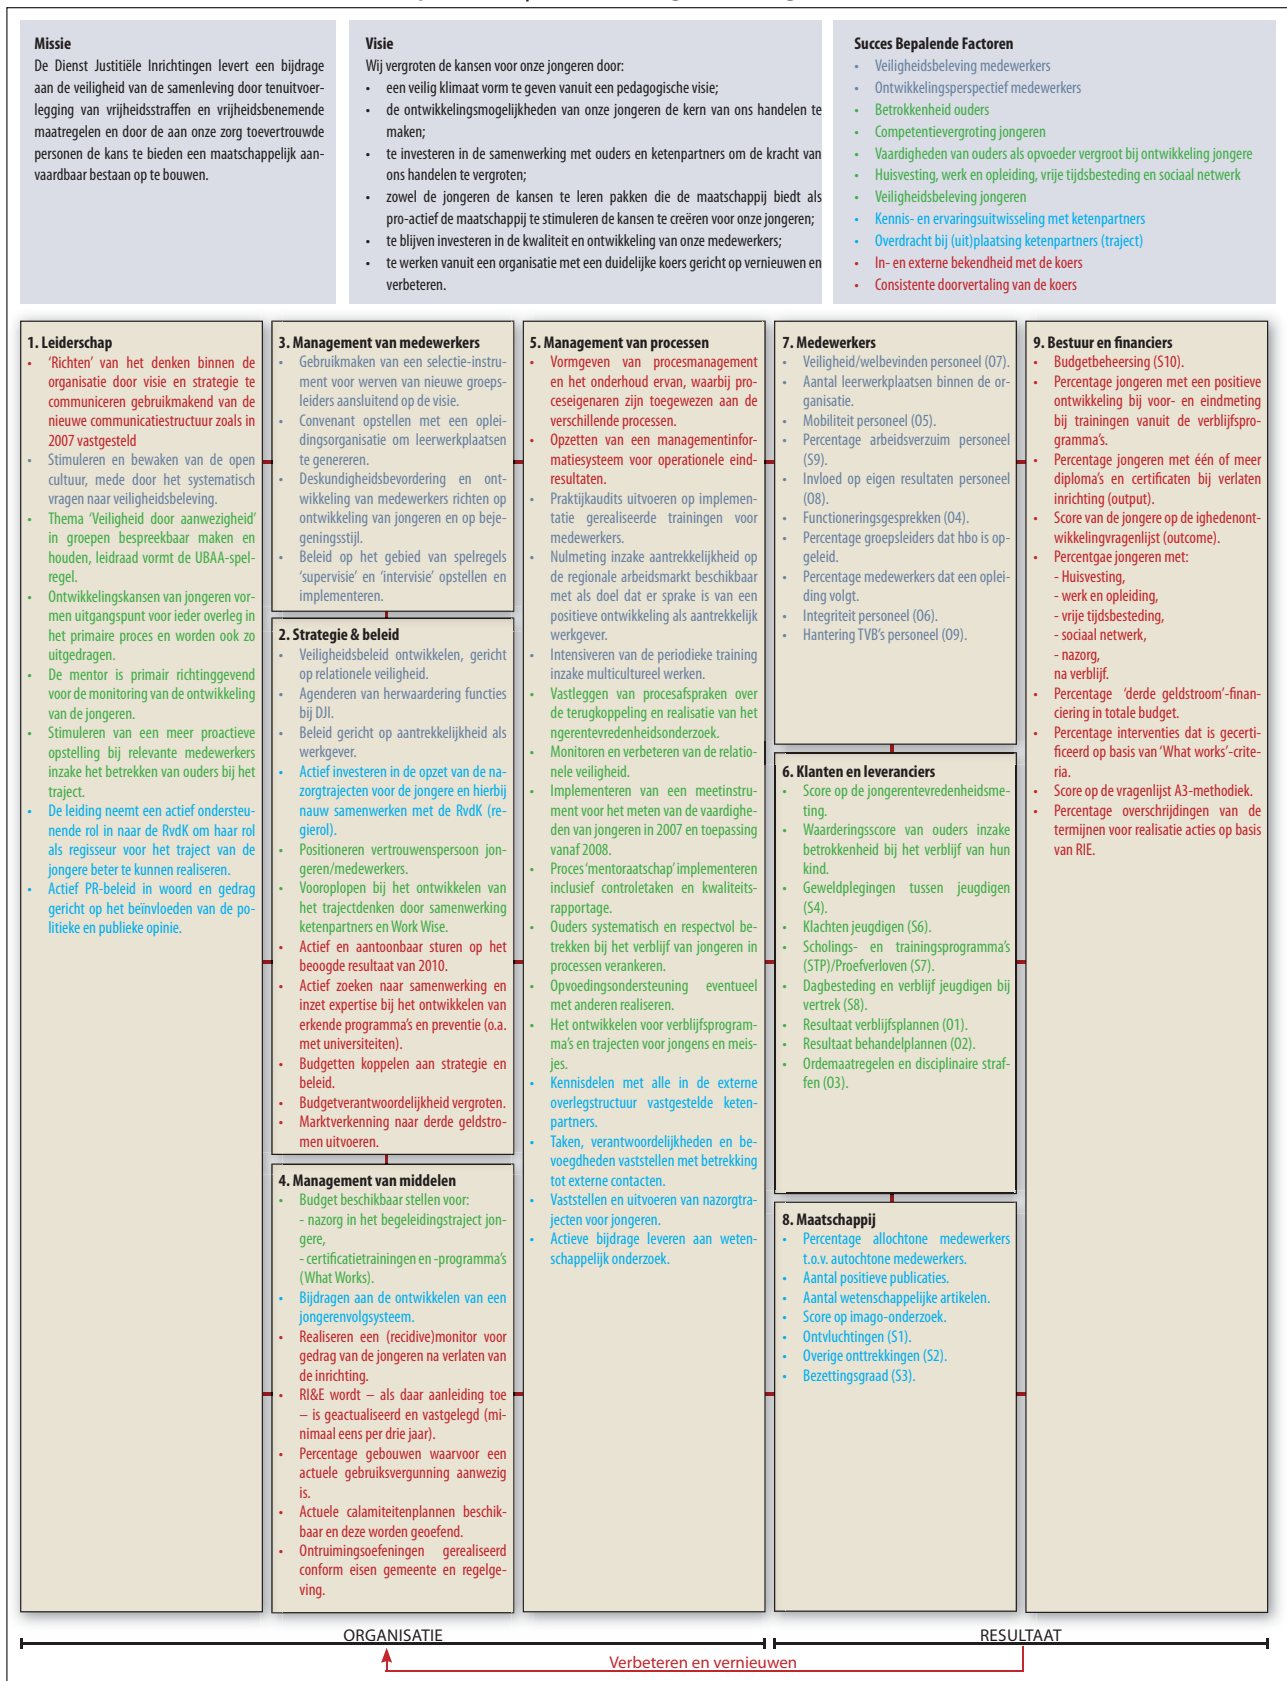 Missie
De Dienst Justitiële Inrichtingen levert een bijdrage
aan de veiligheid van de samenleving door tenuitvoer-
legging van vrijheidsstraffen en vrijheidsbenemende
maatregelen en door de aan onze zorg toevertrouwde
personen de kans te bieden een maatschappelijk aan-
vaardbaar bestaan op te bouwen.
Visie
Wij vergroten de kansen voor onze jongeren door:
• een veilig klimaat vorm te geven vanuit een pedagogische visie;
• de ontwikkelingsmogelijkheden van onze jongeren de kern van ons handelen te
maken;
• te investeren in de samenwerking met ouders en ketenpartners om de kracht van
ons handelen te vergroten;
• zowel de jongeren de kansen te leren pakken die de maatschappij biedt als
pro-actief de maatschappij te stimuleren de kansen te creëren voor onze jongeren;
• te blijven investeren in de kwaliteit en ontwikkeling van onze medewerkers;
• te werken vanuit een organisatie met een duidelijke koers gericht op vernieuwen en
verbeteren.
Succes Bepalende Factoren
• Veiligheidsbeleving medewerkers
• Ontwikkelingsperspectief medewerkers
• Betrokkenheid ouders
• Competentievergroting jongeren
• Vaardigheden van ouders als opvoeder vergroot bij ontwikkeling jongere
• Huisvesting, werk en opleiding, vrije tijdsbesteding en sociaal netwerk
• Veiligheidsbeleving jongeren
• Kennis- en ervaringsuitwisseling met ketenpartners
• Overdracht bij (uit)plaatsing ketenpartners (traject)
• In- en externe bekendheid met de koers
• Consistente doorvertaling van de koers
1. Leiderschap
• 'Richten' van het denken binnen de
organisatie door visie en strategie te
communiceren gebruikmakend van de
nieuwe communicatiestructuur zoals in
2007 vastgesteld
• Stimuleren en bewaken van de open
cultuur, mede door het systematisch
vragen naar veiligheidsbeleving.
• Thema 'Veiligheid door aanwezigheid'
in groepen bespreekbaar maken en
houden, leidraad vormt de UBAA-spel-
regel.
• Ontwikkelingskansen van jongeren vor-
men uitgangspunt voor ieder overleg in
het primaire proces en worden ook zo
uitgedragen.
• De mentor is primair richtinggevend
voor de monitoring van de ontwikkeling
van de jongeren.
• Stimuleren van een meer proactieve
opstelling bij relevante medewerkers
inzake het betrekken van ouders bij het
traject.
• De leiding neemt een actief ondersteu-
nende rol in naar de RvdK om haar rol
als regisseur voor het traject van de
jongere beter te kunnen realiseren.
• Actief PR-beleid in woord en gedrag
gericht op het beïnvloeden van de po-
litieke en publieke opinie.
3. Management van medewerkers
• Gebruikmaken van een selectie-instru-
ment voor werven van nieuwe groeps-
leiders aansluitend op de visie.
• Convenant opstellen met een oplei-
dingsorganisatie om leerwerkplaatsen
te genereren.
• Deskundigheidsbevordering en ont-
wikkeling van medewerkers richten op
ontwikkeling van jongeren en op beje-
geningsstijl.
• Beleid op het gebied van spelregels
'supervisie' en 'intervisie' opstellen en
implementeren.
2. Strategie & beleid
• Veiligheidsbeleid ontwikkelen, gericht
op relationele veiligheid.
• Agenderen van herwaardering functies
bij DJI.
• Beleid gericht op aantrekkelijkheid als
werkgever.
• Actief investeren in de opzet van de na-
zorgtrajecten voor de jongere en hierbij
nauw samenwerken met de RvdK (re-
gierol).
• Positioneren vertrouwenspersoon jon-
geren/medewerkers.
• Vooroplopen bij het ontwikkelen van
het trajectdenken door samenwerking
ketenpartners en Work Wise.
• Actief en aantoonbaar sturen op het
beoogde resultaat van 2010.
• Actief zoeken naar samenwerking en
inzet expertise bij het ontwikkelen van
erkende programma's en preventie (o.a.
met universiteiten).
• Budgetten koppelen aan strategie en
beleid.
• Budgetverantwoordelijkheid vergroten.
• Marktverkenning naar derde geldstro-
men uitvoeren.
4. Management van middelen
• Budget beschikbaar stellen voor:
- nazorg in het begeleidingstraject jon-
gere,
- certificatietrainingen en -programma's
(What Works).
• Bijdragen aan de ontwikkelen van een
jongerenvolgsysteem.
• Realiseren een (recidive)monitor voor
gedrag van de jongeren na verlaten van
de inrichting.
• RI&E wordt – als daar aanleiding toe
– is geactualiseerd en vastgelegd (mi-
nimaal eens per drie jaar).
• Percentage gebouwen waarvoor een
actuele gebruiksvergunning aanwezig
is.
• Actuele calamiteitenplannen beschik-
baar en deze worden geoefend.
• Ontruimingsoefeningen gerealiseerd
conform eisen gemeente en regelge-
ving.
5. Management van processen
• Vormgeven van procesmanagement
en het onderhoud ervan, waarbij pro-
ceseigenaren zijn toegewezen aan de
verschillende processen.
• Opzetten van een managementinfor-
matiesysteem voor operationele eind-
resultaten.
• Praktijkaudits uitvoeren op implemen-
tatie gerealiseerde trainingen voor
medewerkers.
• Nulmeting inzake aantrekkelijkheid op
de regionale arbeidsmarkt beschikbaar
met als doel dat er sprake is van een
positieve ontwikkeling als aantrekkelijk
werkgever.
• Intensiveren van de periodieke training
inzake multicultureel werken.
• Vastleggen van procesafspraken over
de terugkoppeling en realisatie van het
ngerentevredenheidsonderzoek.
• Monitoren en verbeteren van de relatio-
nele veiligheid.
• Implementeren van een meetinstru-
ment voor het meten van de vaardighe-
den van jongeren in 2007 en toepassing
vanaf 2008.
• Proces 'mentoraatschap' implementeren
inclusief controletaken en kwaliteits-
rapportage.
• Ouders systematisch en respectvol be-
trekken bij het verblijf van jongeren in
processen verankeren.
• Opvoedingsondersteuning eventueel
met anderen realiseren.
• Het ontwikkelen voor verblijfsprogram-
ma's en trajecten voor jongens en meis-
jes.
• Kennisdelen met alle in de externe
overlegstructuur vastgestelde keten-
partners.
• Taken, verantwoordelijkheden en be-
voegdheden vaststellen met betrekking
tot externe contacten.
• Vaststellen en uitvoeren van nazorgtra-
jecten voor jongeren.
• Actieve bijdrage leveren aan weten-
schappelijk onderzoek.
7. Medewerkers
• Veiligheid/welbevinden personeel (O7).
• Aantal leerwerkplaatsen binnen de or-
ganisatie.
• Mobiliteit personeel (O5).
• Percentage arbeidsverzuim personeel
(S9).
• Invloed op eigen resultaten personeel
(O8).
• Functioneringsgesprekken (O4).
• Percentage groepsleiders dat hbo is op-
geleid.
• Percentage medewerkers dat een oplei-
ding volgt.
• Integriteit personeel (O6).
• Hantering TVB's personeel (O9).
6. Klanten en leveranciers
• Score op de jongerentevredenheidsme-
ting.
• Waarderingsscore van ouders inzake
betrokkenheid bij het verblijf van hun
kind.
• Geweldplegingen tussen jeugdigen
(S4).
• Klachten jeugdigen (S6).
• Scholings- en trainingsprogramma's
(STP)/Proefverloven (S7).
• Dagbesteding en verblijf jeugdigen bij
vertrek (S8).
• Resultaat verblijfsplannen (O1).
• Resultaat behandelplannen (O2).
• Ordemaatregelen en disciplinaire straf-
fen (O3).
8. Maatschappij
• Percentage allochtone medewerkers
t.o.v. autochtone medewerkers.
• Aantal positieve publicaties.
• Aantal wetenschappelijke artikelen.
• Score op imago-onderzoek.
• Ontvluchtingen (S1).
• Overige onttrekkingen (S2).
• Bezettingsgraad (S3).
9. Bestuur en financiers
• Budgetbeheersing (S10).
• Percentage jongeren met een positieve
ontwikkeling bij voor- en eindmeting
bij trainingen vanuit de verblijfspro-
gramma's.
• Percentage jongeren met één of meer
diploma's en certificaten bij verlaten
inrichting (output).
• Score van de jongere op de ighedenont-
wikkelingvragenlijst (outcome).
• Percentgae jongeren met:
- Huisvesting,
- werk en opleiding,
- vrije tijdsbesteding,
- sociaal netwerk,
- nazorg,
na verblijf.
• Percentage 'derde geldstroom'-finan-
ciering in totale budget.
• Percentage interventies dat is gecerti-
ficeerd op basis van 'What works'-crite-
ria.
• Score op de vragenlijst A3-methodiek.
• Percentage overschrijdingen van de
termijnen voor realisatie acties op basis
van RIE.
ORGANISATIE
RESULTAAT
Verbeteren en vernieuwen